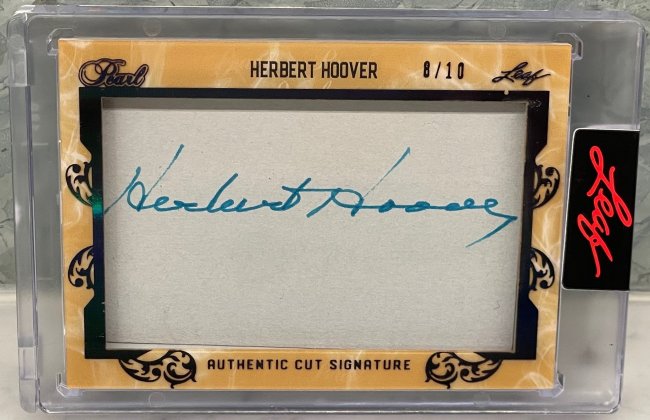 Pearl HERBERT HOOVER 8/10 Leaf
Herbert Hoover
Leaf
AUTHENTIC CUT SIGNATURE